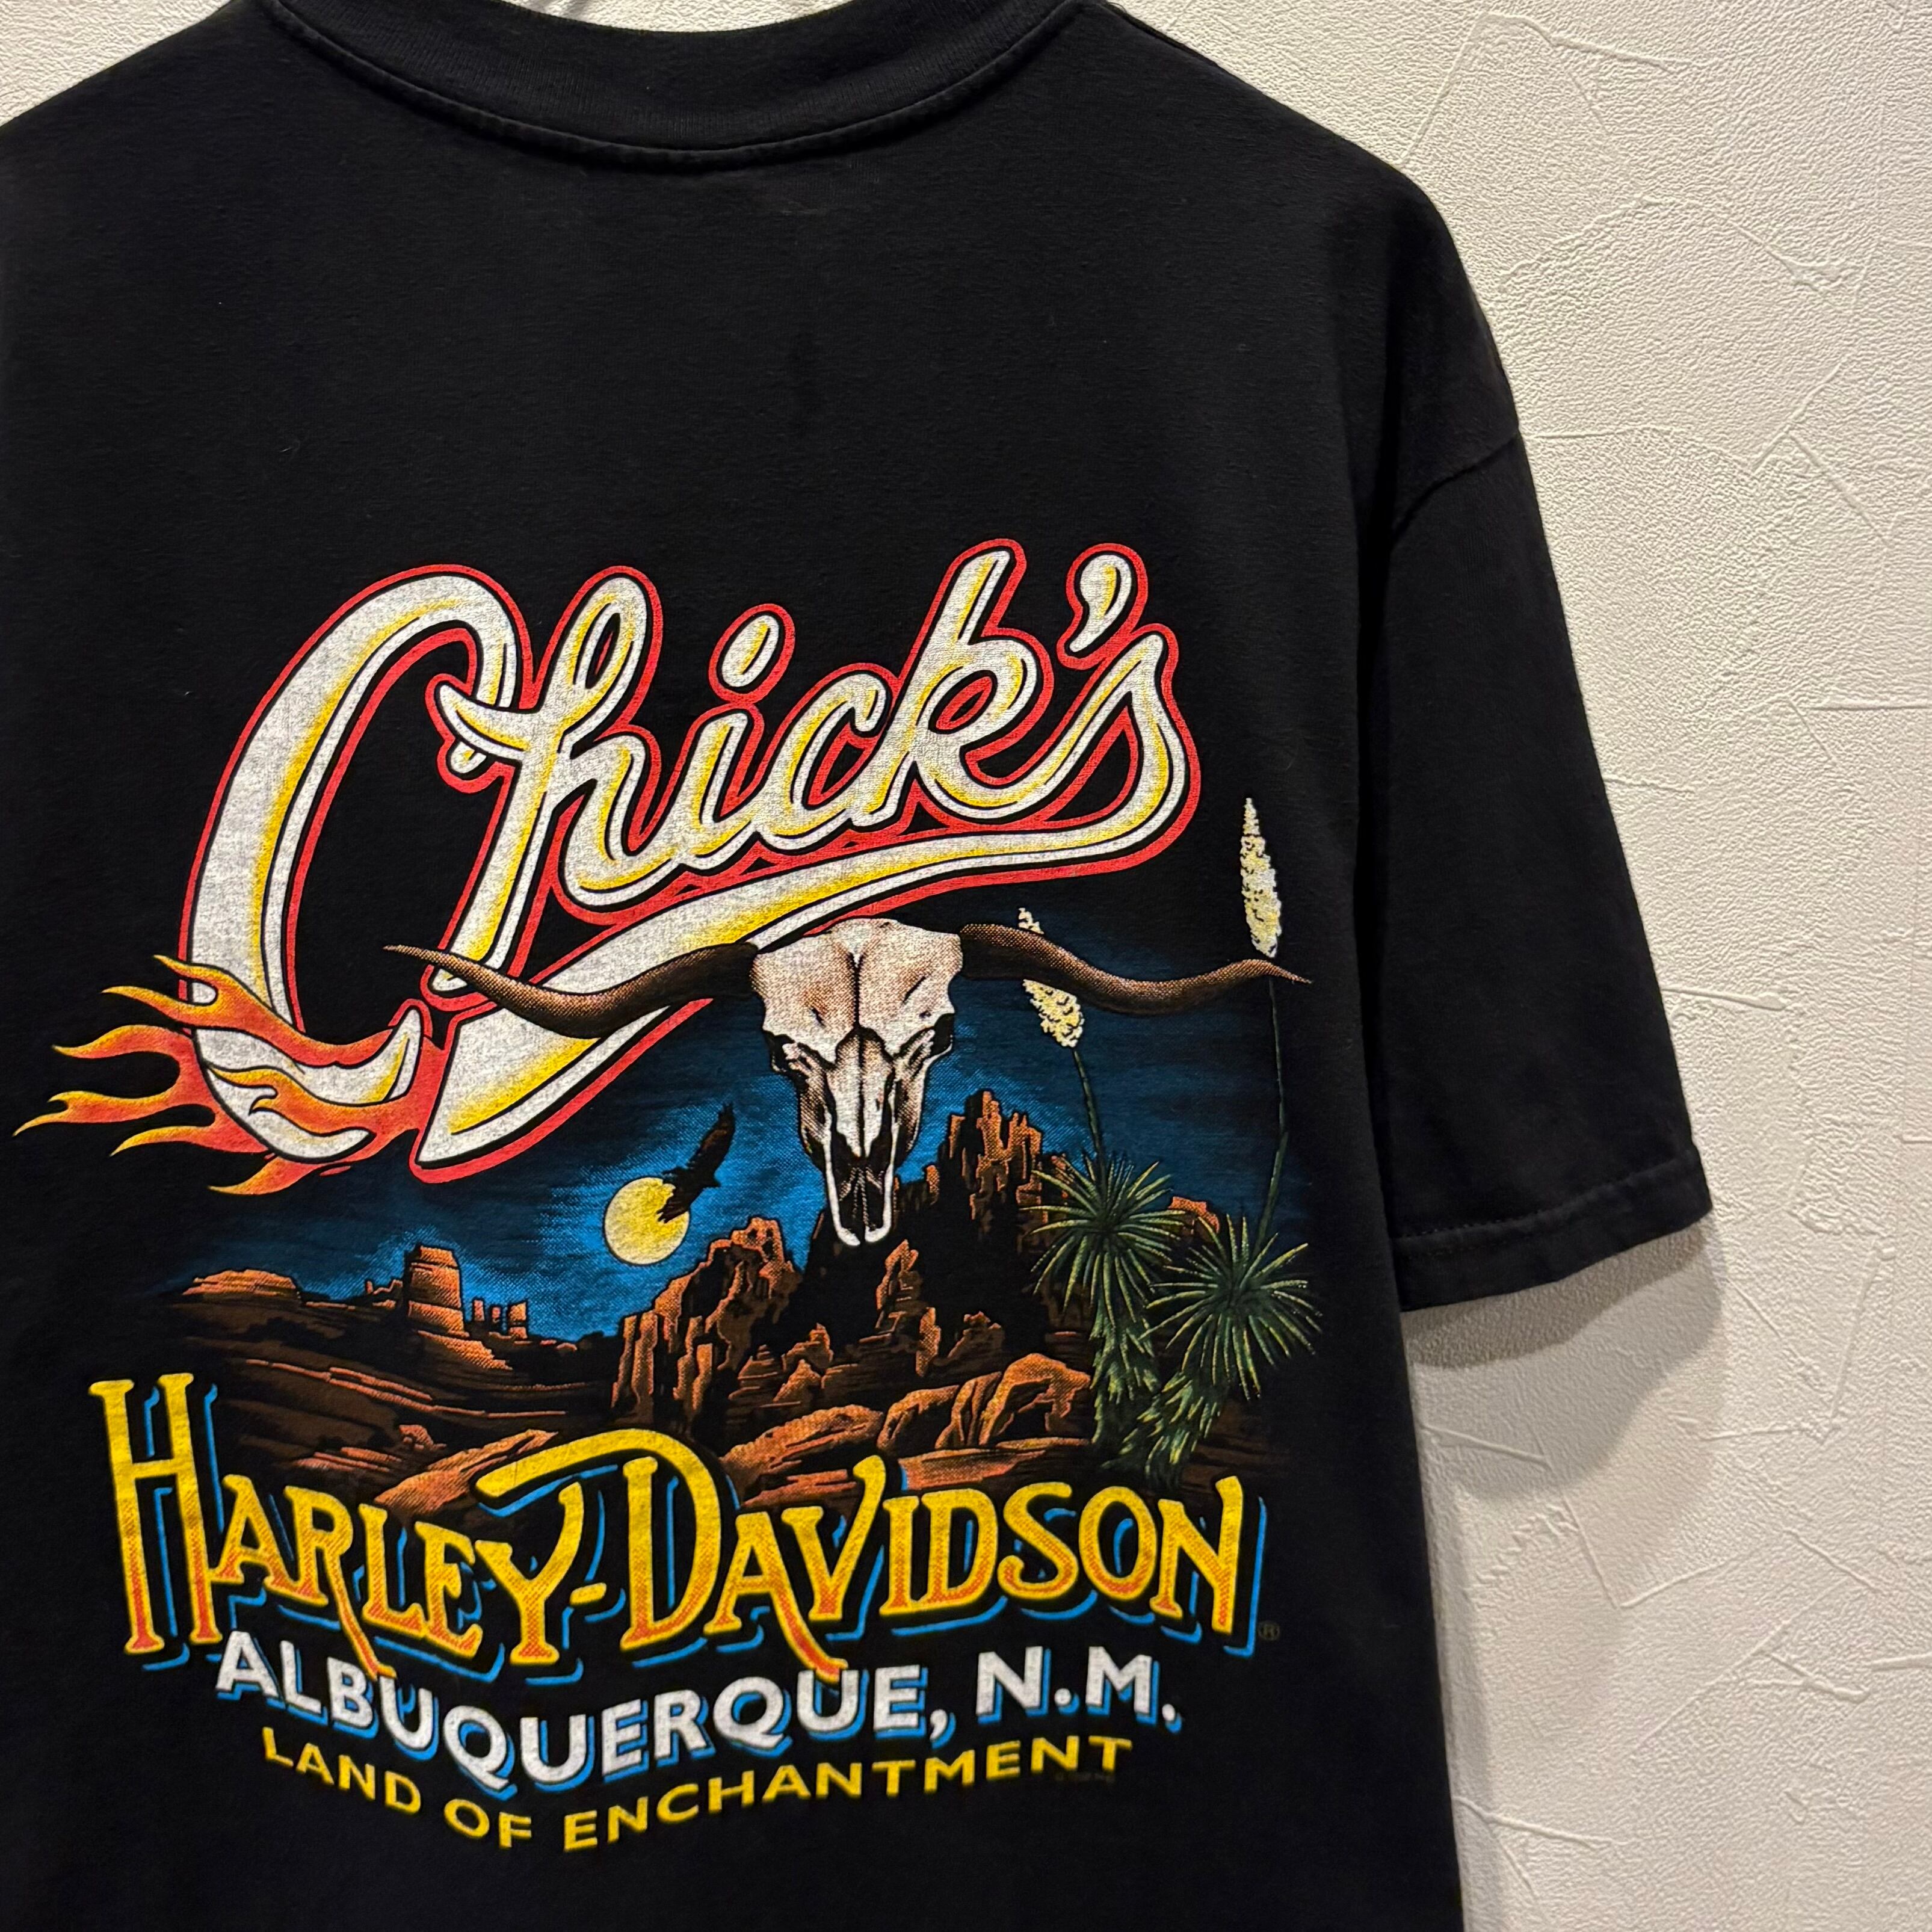 Chick's
HARLEY-DAVIDSON ®
ALBUQUERQUE, N.M.
LAND OF ENCHANTMENT